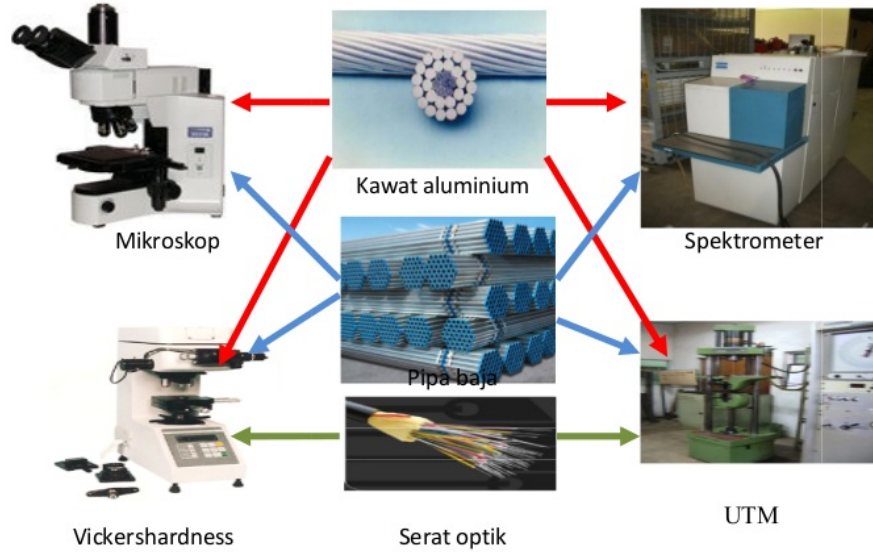 Kawat aluminium
Mikroskop
Spektrometer
Pipa baja
Vickershardness
Serat optik
UTM